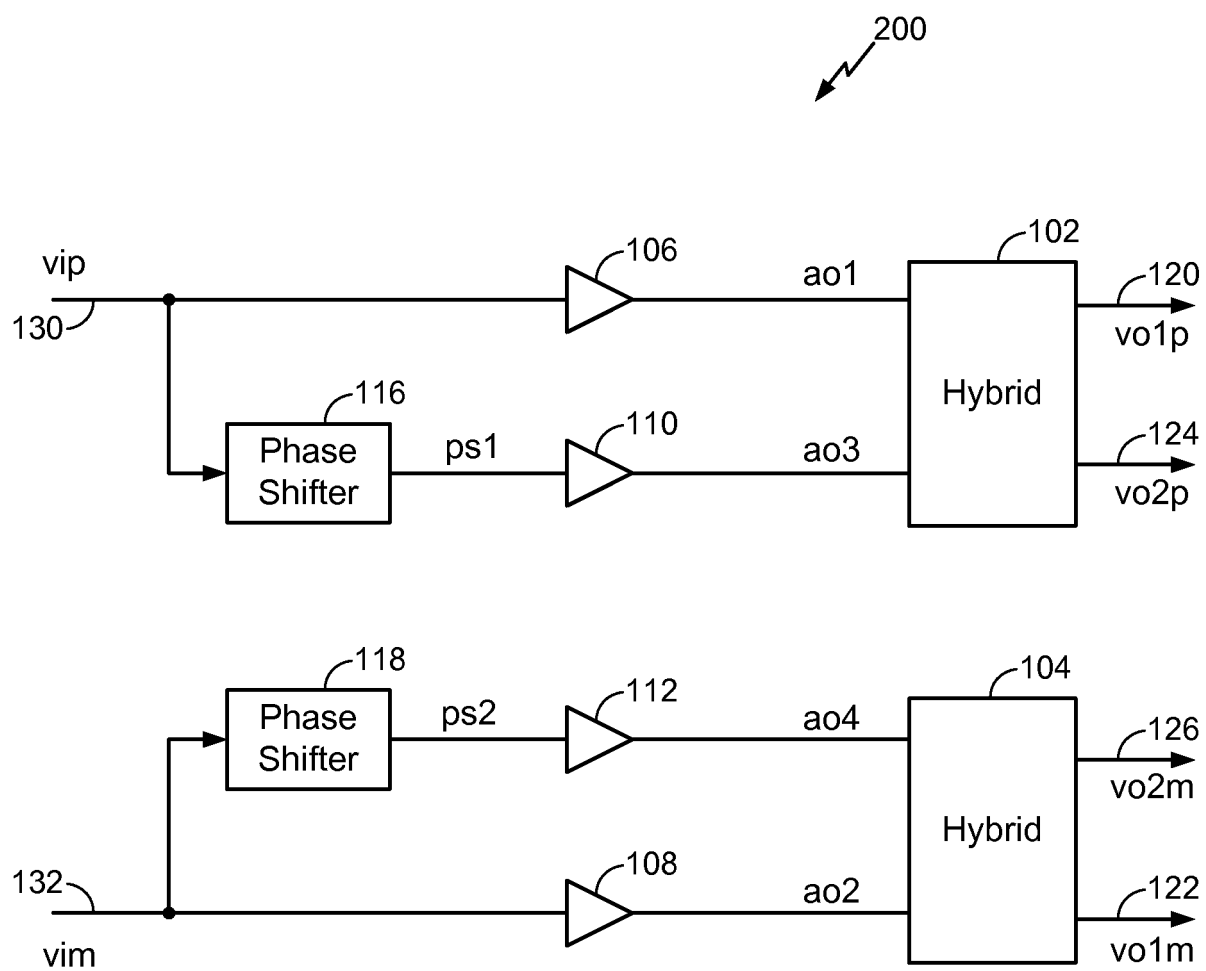 200
vip
130
106
ao1
102
120
vo1p
116
Phase
Shifter
ps1
110
ao3
Hybrid
124
vo2p
118
Phase
Shifter
ps2
112
ao4
104
126
vo2m
Hybrid
132
vim
108
ao2
122
vo1m